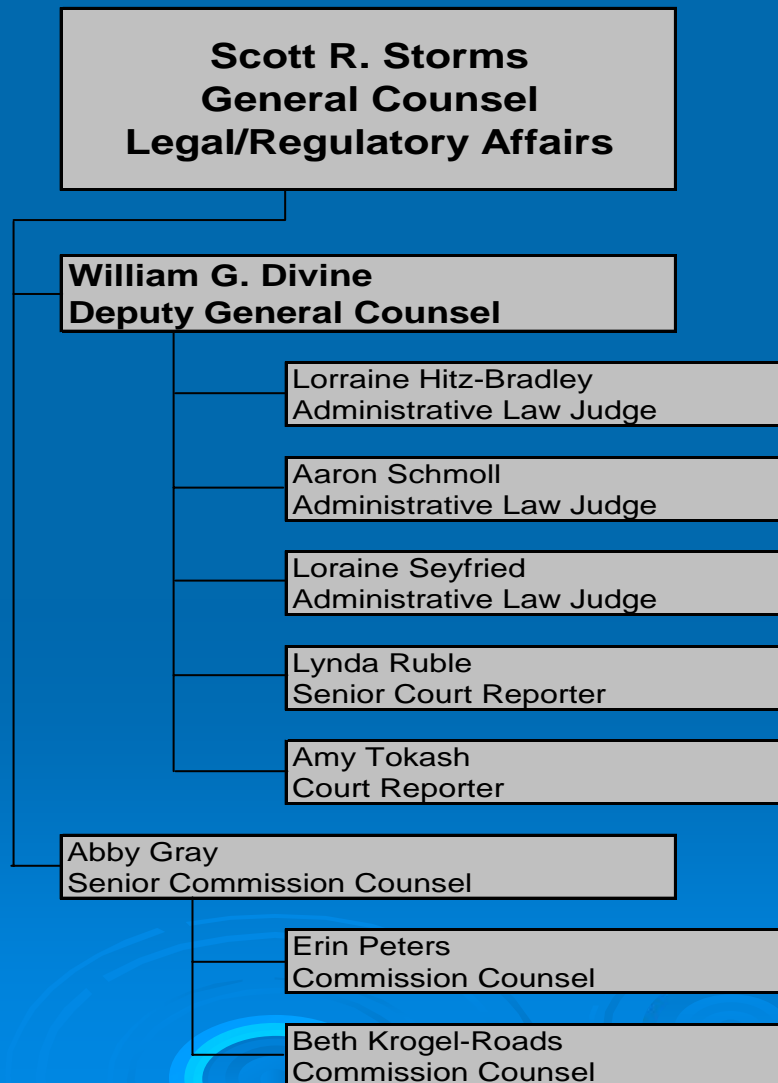 Scott R. Storms
General Counsel
Legal/Regulatory Affairs
William G. Divine
Deputy General Counsel
Lorraine Hitz-Bradley
Administrative Law Judge
Aaron Schmoll
Administrative Law Judge
Loraine Seyfried
Administrative Law Judge
Lynda Ruble
Senior Court Reporter
Amy Tokash
Court Reporter
Abby Gray
Senior Commission Counsel
Erin Peters
Commission Counsel
Beth Krogel-Roads
Commission Counsel